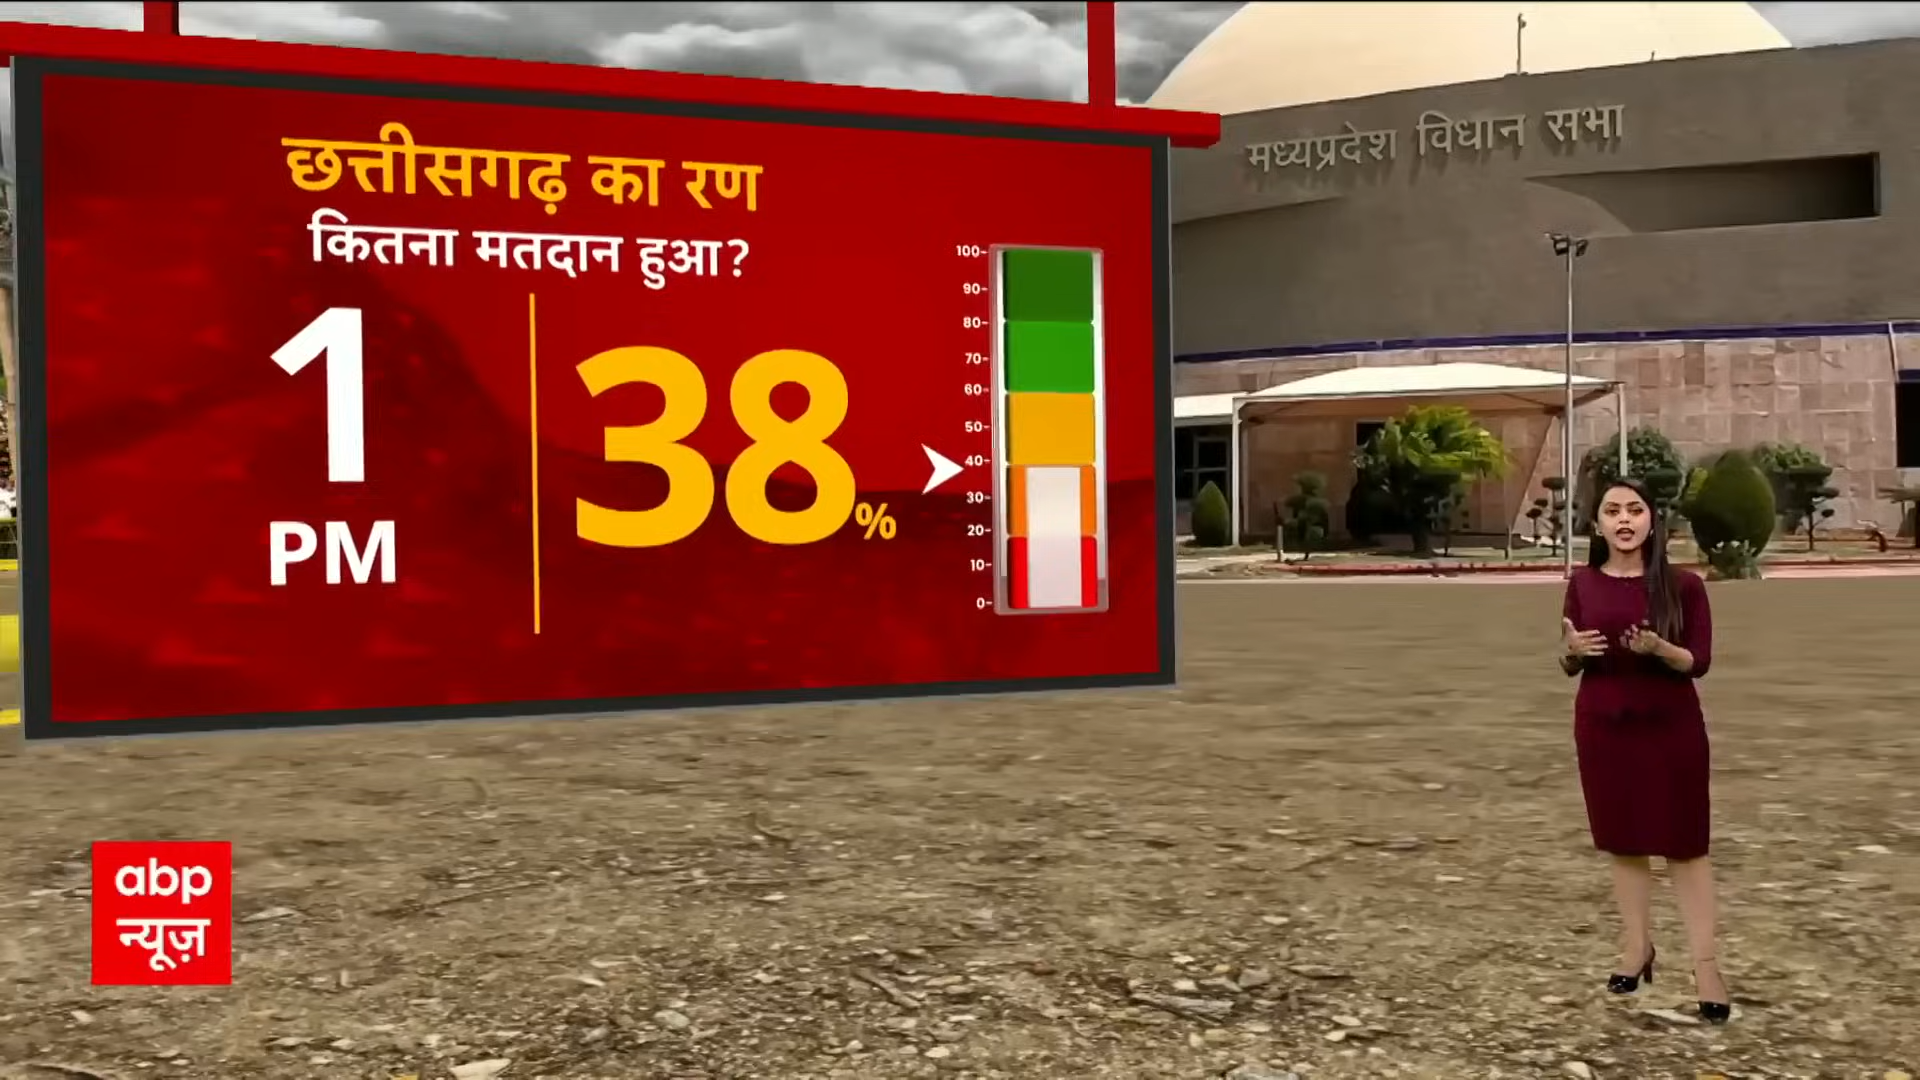 छत्तीसगढ़ का रण
कितना मतदान हुआ?
1
PM
38%
100-
90-
80-
70-
60-
50-
40-
30-
20-
10-
0-
मध्यप्रदेश विधान सभा
abp
न्यूज़